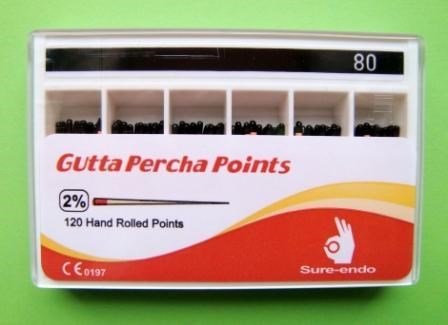 80
Gutta Percha Points
2%
120 Hand Rolled Points
CE 0197
Sure-endo